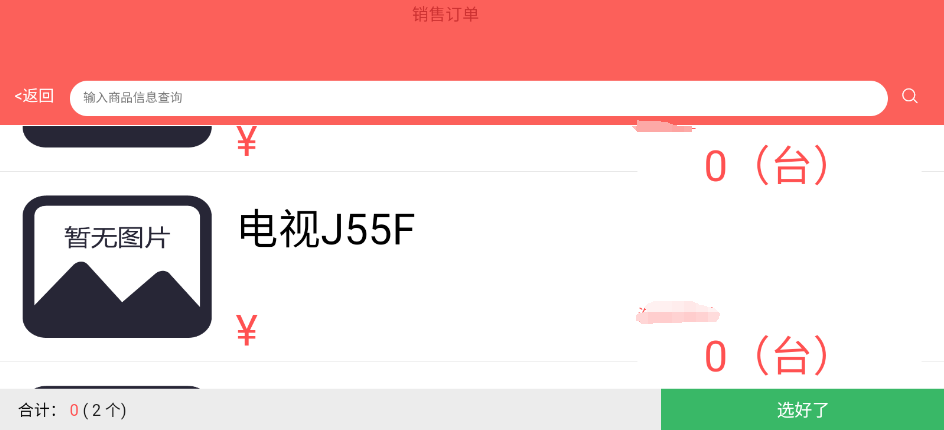 销售订单
<返回
输入商品信息查询
¥
0（台）
暂无图片
电视J55F
¥
0（台）
合计： 0 ( 2 个)
选好了